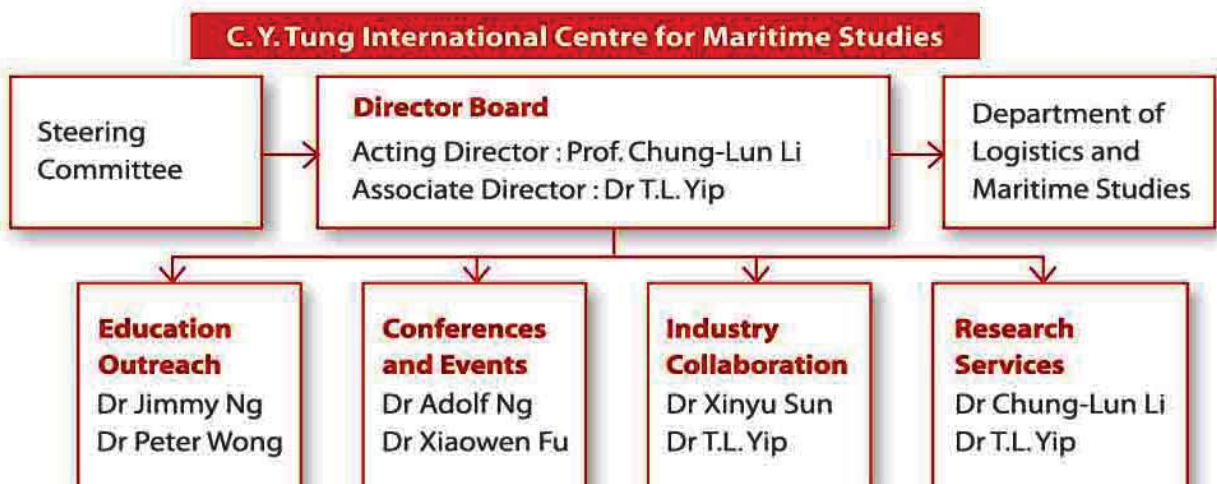 C. Y. Tung International Centre for Maritime Studies
Steering
Committee
Director Board
Acting Director : Prof. Chung-Lun Li
Associate Director : Dr T.L. Yip
Department of
Logistics and
Maritime Studies
Education
Outreach
Dr Jimmy Ng
Dr Peter Wong
Conferences
and Events
Dr Adolf Ng
Dr Xiaowen Fu
Industry
Collaboration
Dr Xinyu Sun
Dr T.L. Yip
Research
Services
Dr Chung-Lun Li
Dr T.L. Yip